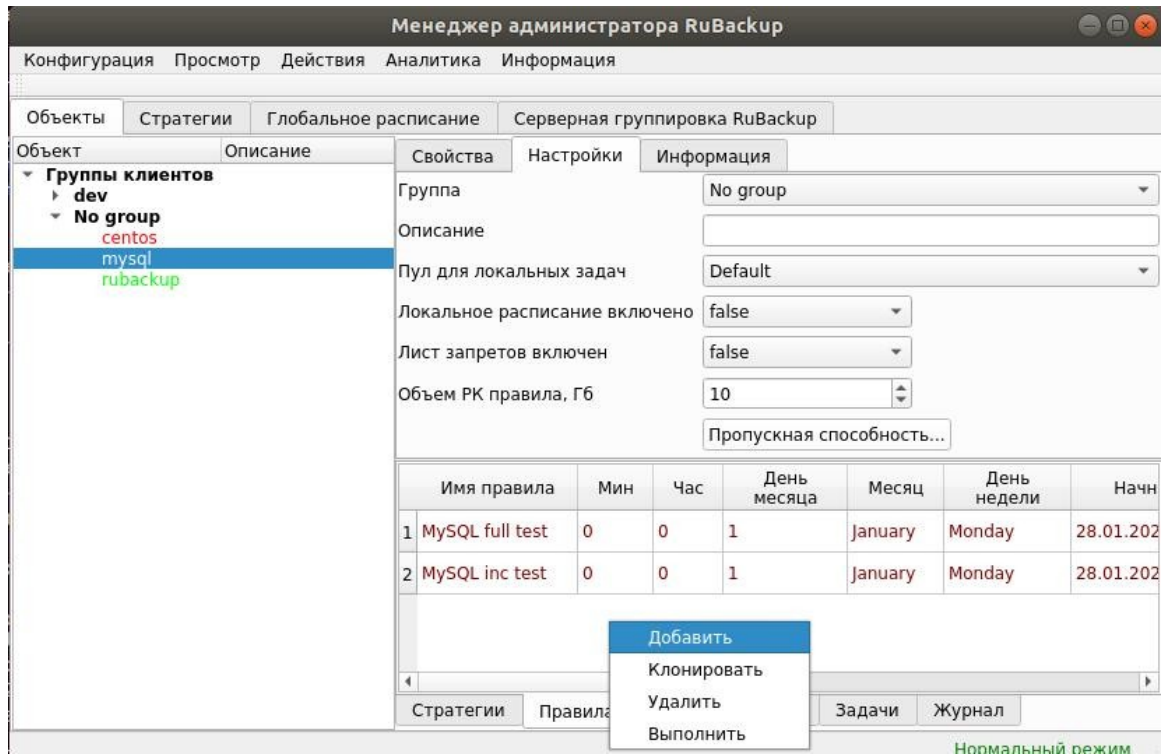 Менеджер администратора RuBackup
Конфигурация Просмотр Действия Аналитика Информация
Объекты Стратегии Глобальное расписание Серверная группировка RuBackup
Объект Описание
Группы клиентов
dev
No group
centos
mysql
rubackup
Свойства Настройки Информация
Группа No group
Описание
Пул для локальных задач Default
Локальное расписание включено false
Лист запретов включен false
Объем РК правила, Гб 10
Пропускная способность...
Имя правила Мин Час День месяца Месяц День недели Начн
1 MySQL full test 0 0 1 January Monday 28.01.202
2 MySQL inc test 0 0 1 January Monday 28.01.202
Добавить
Клонировать
Удалить
Выполнить
Стратегии Правила Задачи Журнал
Нормальный режим